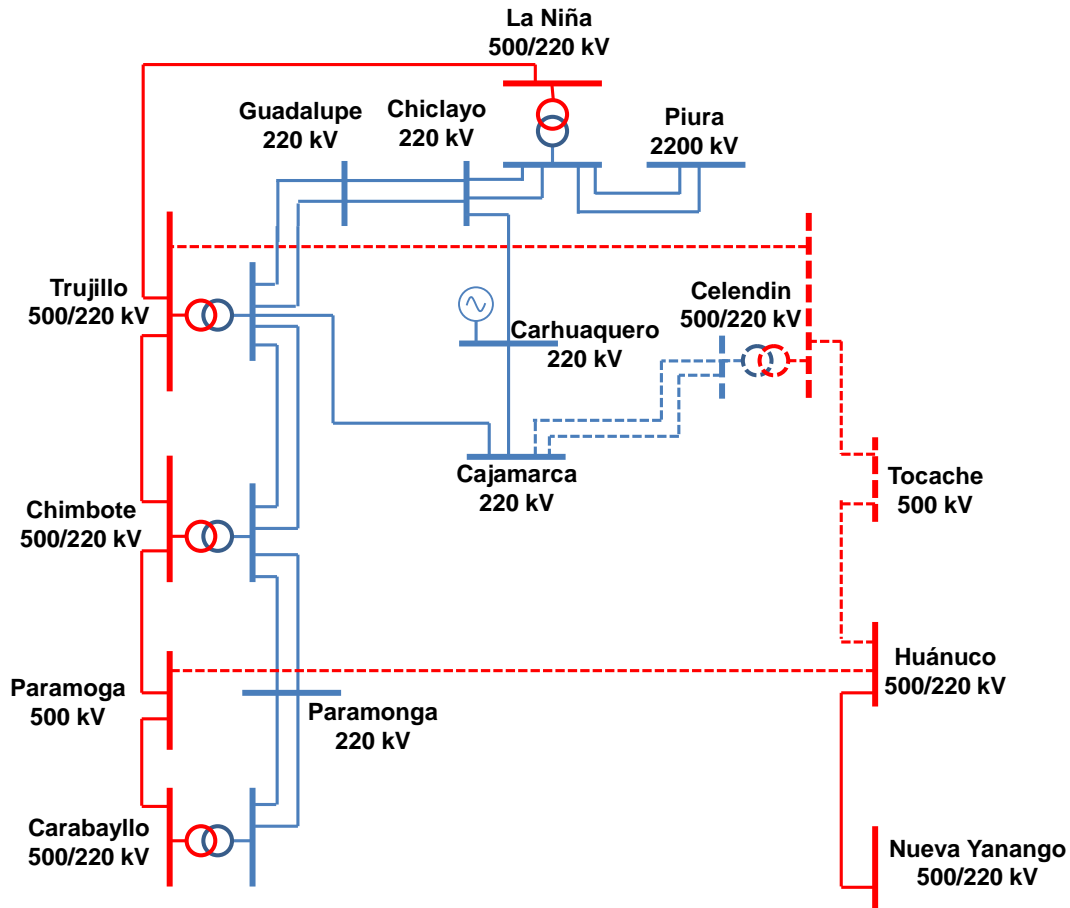 La Niña
500/220 kV
Guadalupe
220 kV
Chiclayo
220 kV
Piura
2200 kV
Trujillo
500/220 kV
Celendin
500/220 kV
Carhuaquero
220 kV
Cajamarca
220 kV
Tocache
500 kV
Chimbote
500/220 kV
Huánuco
500/220 kV
Paramoga
500 kV
Paramonga
220 kV
Carabayllo
500/220 kV
Nueva Yanango
500/220 kV